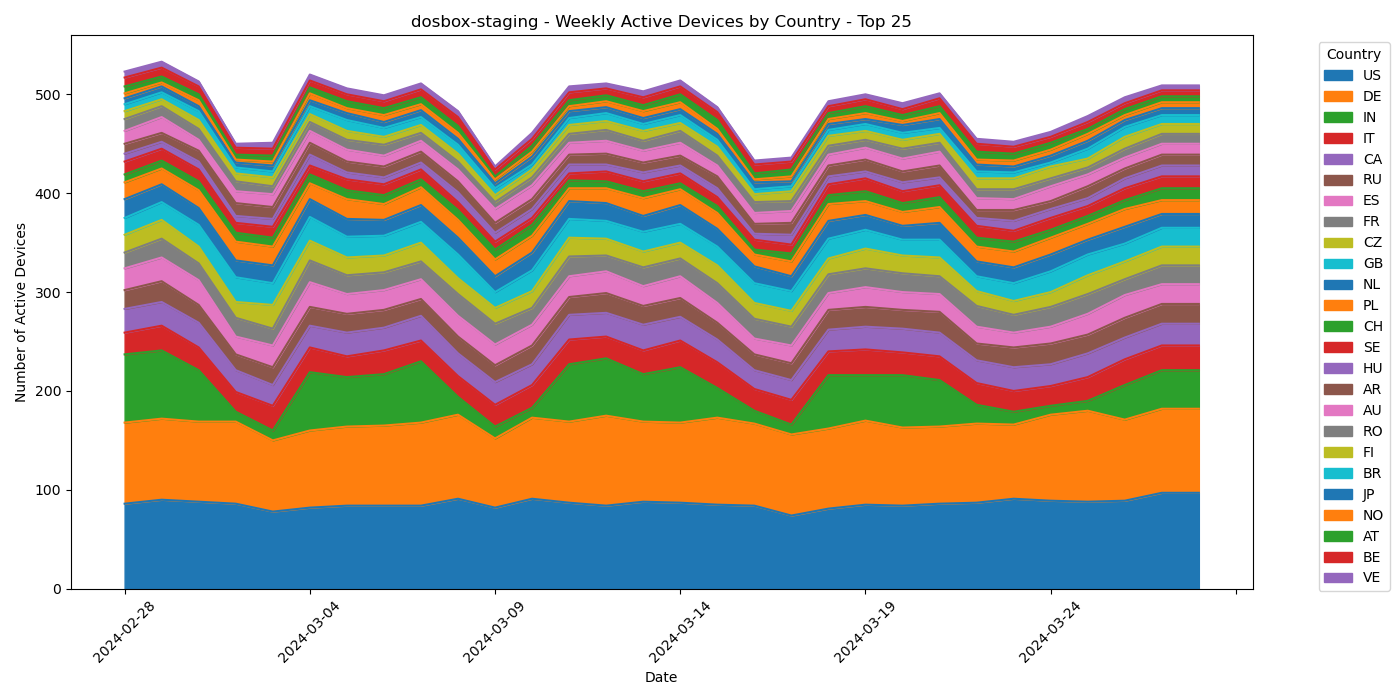 dosbox-staging - Weekly Active Devices by Country - Top 25
Number of Active Devices
500
400
300
200
100
0
2024-02-28
2024-03-04
2024-03-09
2024-03-14
2024-03-19
2024-03-24
Date
Country
US
DE
IN
IT
CA
RU
ES
FR
CZ
GB
NL
PL
CH
SE
HU
AR
AU
RO
FI
BR
JP
NO
AT
BE
VE